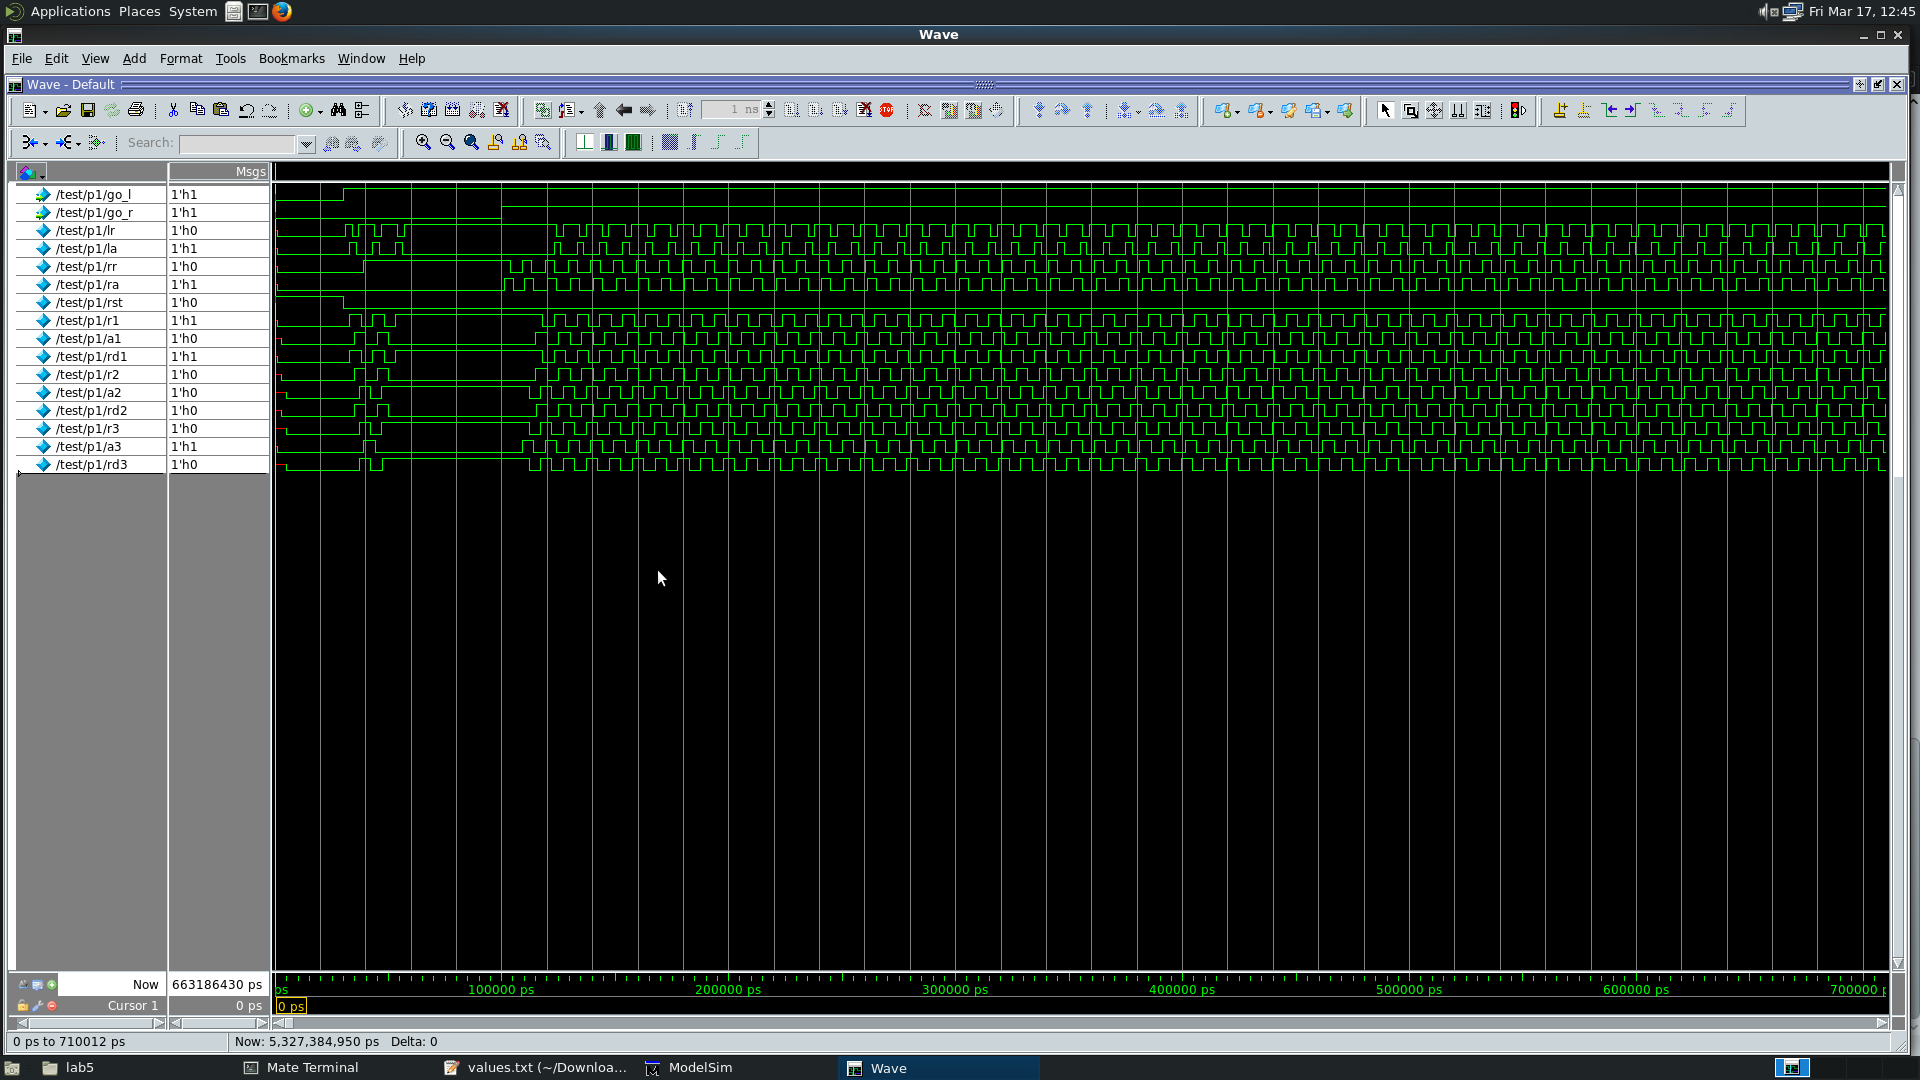 Applications Places System
Fri Mar 17, 12:45
Wave
File Edit View Add Format Tools Bookmarks Window Help
Wave - Default
1 ns
STOP
Search:
Msgs
/test/p1/go_l 1'h1
/test/p1/go_r 1'h1
/test/p1/lr 1'h0
/test/p1/la 1'h1
/test/p1/rr 1'h0
/test/p1/ra 1'h1
/test/p1/rst 1'h0
/test/p1/r1 1'h1
/test/p1/a1 1'h0
/test/p1/rd1 1'h1
/test/p1/r2 1'h0
/test/p1/a2 1'h0
/test/p1/rd2 1'h0
/test/p1/r3 1'h0
/test/p1/a3 1'h1
/test/p1/rd3 1'h0
Now 663186430 ps
ps 100000 ps 200000 ps 300000 ps 400000 ps 500000 ps 600000 ps 700000 p
Cursor 1 0 ps
0 ps
0 ps to 710012 ps Now: 5,327,384,950 ps Delta: 0
lab5 Mate Terminal values.txt (~/Downloa... ModelSim Wave